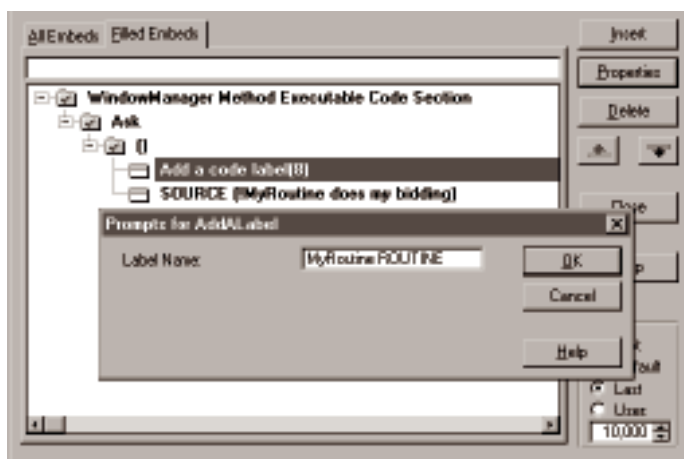 All Embeds Filled Embeds
Insert
Properties
Delete
WindowManager Method Executable Code Section
Ask
()
Add a code label(8)
SOURCE (!MyRoutine does my bidding)
Close
Prompts for AddALabel
Label Name: MyRoutine ROUTINE
OK
Cancel
Help
Last
User
10,000